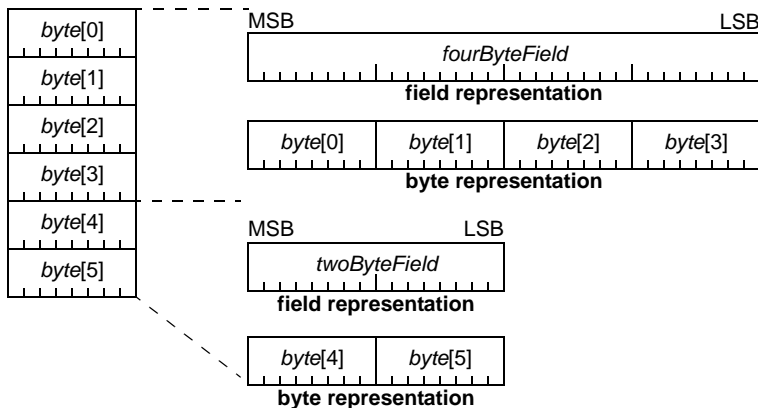 byte[0]
byte[1]
byte[2]
byte[3]
byte[4]
byte[5]
MSB LSB
fourByteField
field representation
byte[0] byte[1] byte[2] byte[3]
byte representation
MSB LSB
twoByteField
field representation
byte[4] byte[5]
byte representation